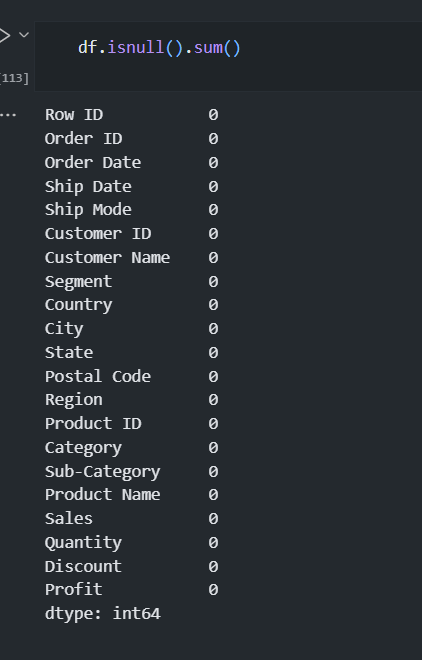 df.isnull().sum()
[113]
...
Row ID 0
Order ID 0
Order Date 0
Ship Date 0
Ship Mode 0
Customer ID 0
Customer Name 0
Segment 0
Country 0
City 0
State 0
Postal Code 0
Region 0
Product ID 0
Category 0
Sub-Category 0
Product Name 0
Sales 0
Quantity 0
Discount 0
Profit 0
dtype: int64